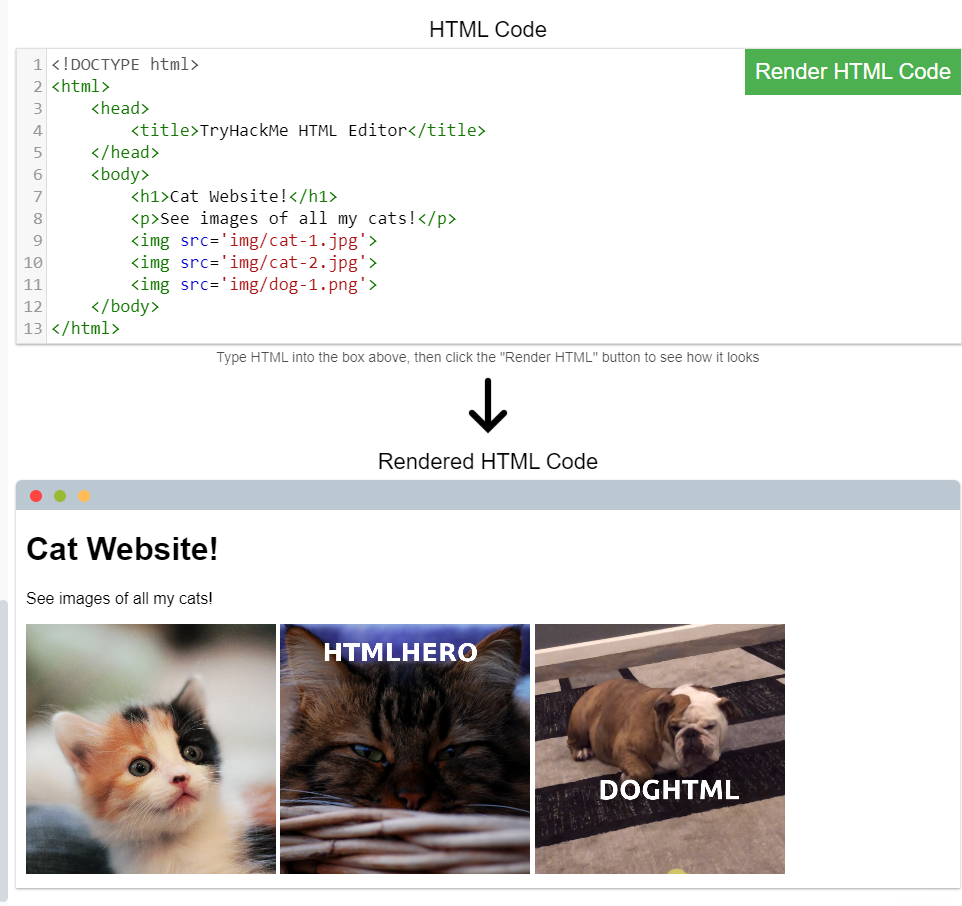 HTML Code
Render HTML Code
1 <!DOCTYPE html>
2 <html>
3     <head>
4         <title>TryHackMe HTML Editor</title>
5     </head>
6     <body>
7         <h1>Cat Website!</h1>
8         <p>See images of all my cats!</p>
9         <img src='img/cat-1.jpg'>
10         <img src='img/cat-2.jpg'>
11         <img src='img/dog-1.png'>
12     </body>
13 </html>
Type HTML into the box above, then click the "Render HTML" button to see how it looks
Rendered HTML Code
Cat Website!
See images of all my cats!
HTMLHERO
DOGHTML